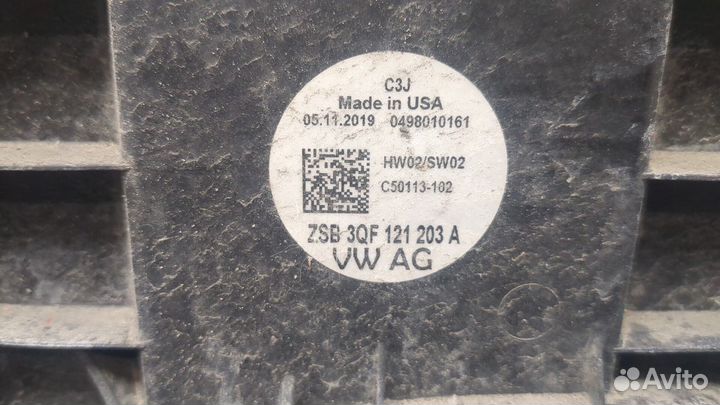 C3J
Made in USA
05.11.2019 0498010161
HW02/SW02
C50113-102
ZSB 3QF 121 203 A
VW AG
Avito